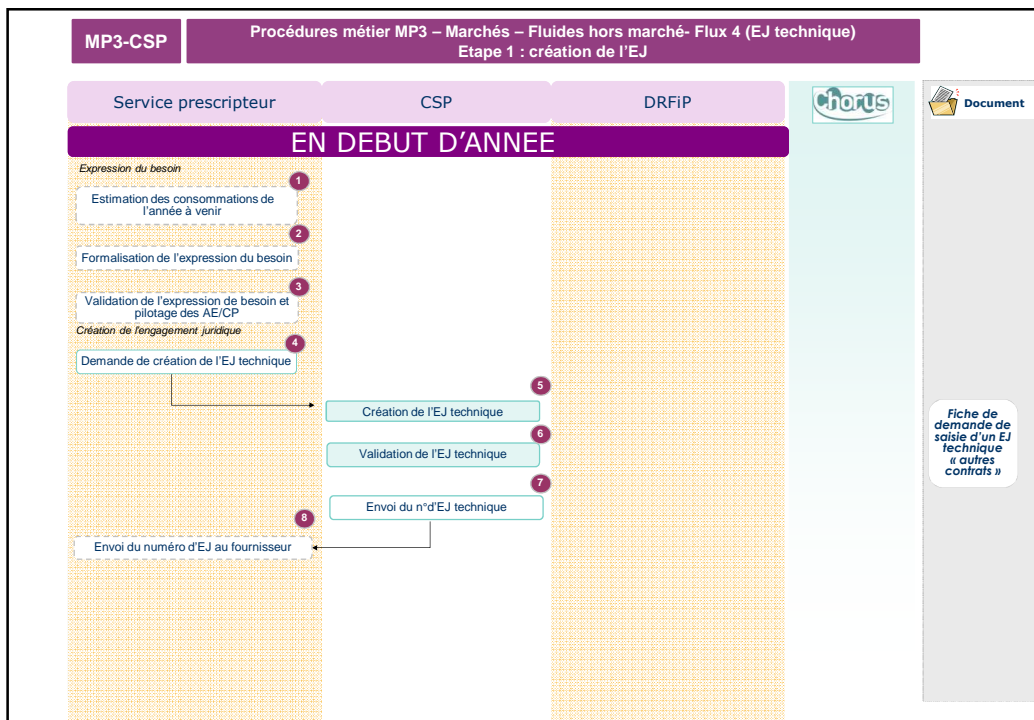 MP3-CSP
Procédures métier MP3 – Marchés – Fluides hors marché- Flux 4 (EJ technique)
Etape 1 : création de l'EJ
Service prescripteur
CSP
DRFiP
Chorus
Document
EN DEBUT D'ANNEE
Expression du besoin
1
Estimation des consommations de
l'année à venir
2
Formalisation de l'expression du besoin
3
Validation de l'expression de besoin et
pilotage des AE/CP
Création de l'engagement juridique
4
Demande de création de l'EJ technique
5
Création de l'EJ technique
6
Validation de l'EJ technique
7
Envoi du n°d'EJ technique
8
Envoi du numéro d'EJ au fournisseur
Fiche de
demande de
saisie d'un EJ
technique
« autres
contrats »